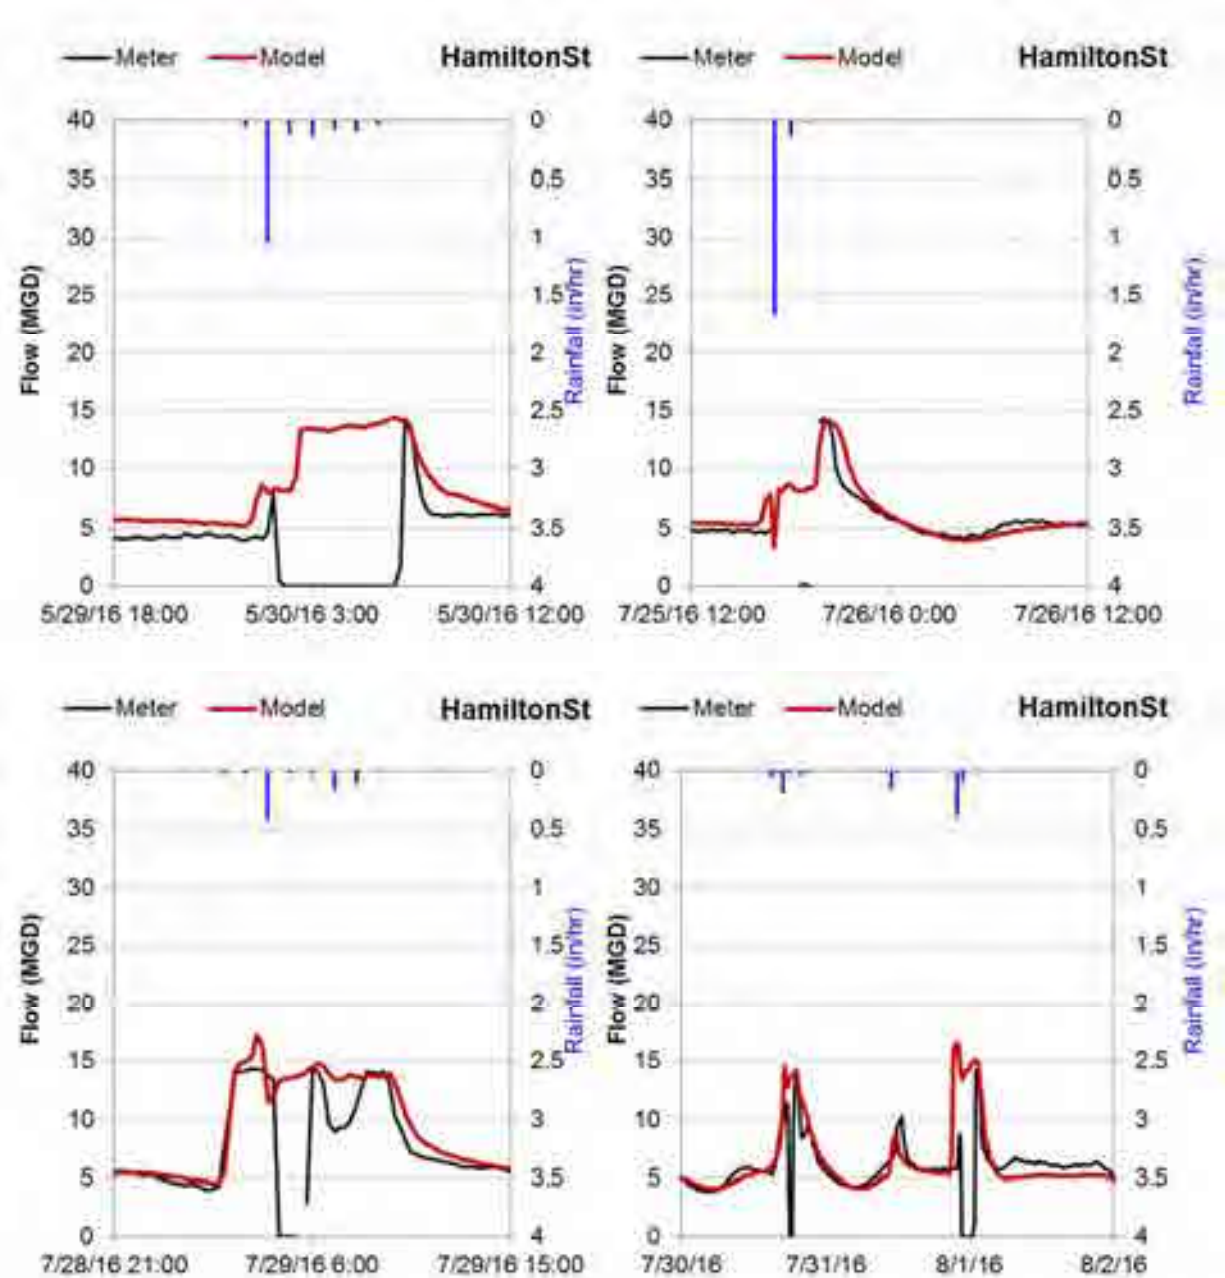 Meter Model HamiltonSt
40 0
35 0.5
30 1
25 1.5
20 2
15 2.5
10 3
5 3.5
0 4
Flow (MGD)
Rainfall (in/hr)
5/29/16 18:00 5/30/16 3:00 5/30/16 12:00
Meter Model HamiltonSt
40 0
35 0.5
30 1
25 1.5
20 2
15 2.5
10 3
5 3.5
0 4
Flow (MGD)
Rainfall (in/hr)
7/25/16 12:00 7/26/16 0:00 7/26/16 12:00
Meter Model HamiltonSt
40 0
35 0.5
30 1
25 1.5
20 2
15 2.5
10 3
5 3.5
0 4
Flow (MGD)
Rainfall (in/hr)
7/28/16 21:00 7/29/16 6:00 7/29/16 15:00
Meter Model HamiltonSt
40 0
35 0.5
30 1
25 1.5
20 2
15 2.5
10 3
5 3.5
0 4
Flow (MGD)
Rainfall (in/hr)
7/30/16 7/31/16 8/1/16 8/2/16